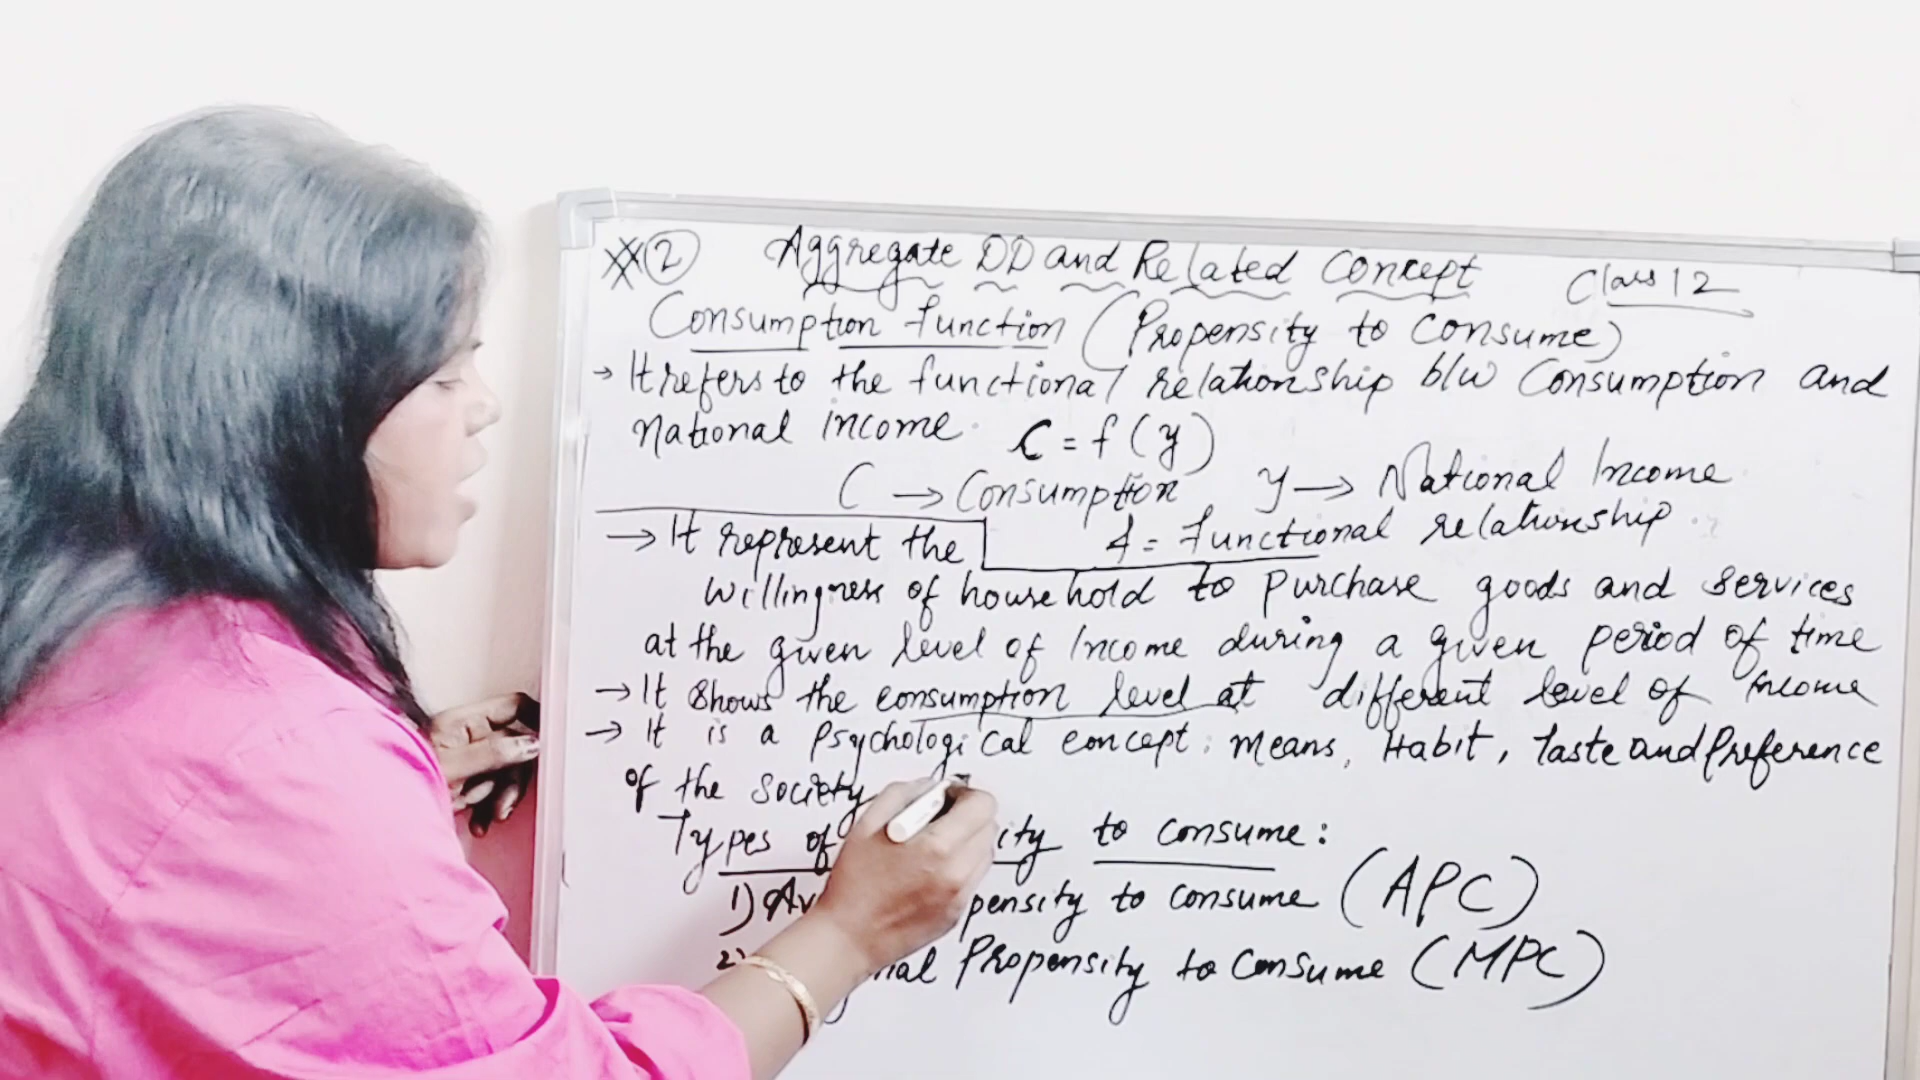 ② Aggregate DD and Related Concept Class 12
Consumption function (Propensity to Consume)
→ It refers to the functional relationship b/w Consumption and
National income. C = f (y)
C → Consumption y → National Income
→ It represent the f = functional relationship.
willingness of household to purchase goods and services
at the given level of Income during a given period of time
→ It shows the consumption level at different level of income
→ It is a Psychological concept. means, Habit, Taste and Preference
of the society
Types of to consume:
1) to consume (APC)
2) Propensity to Consume (MPC)